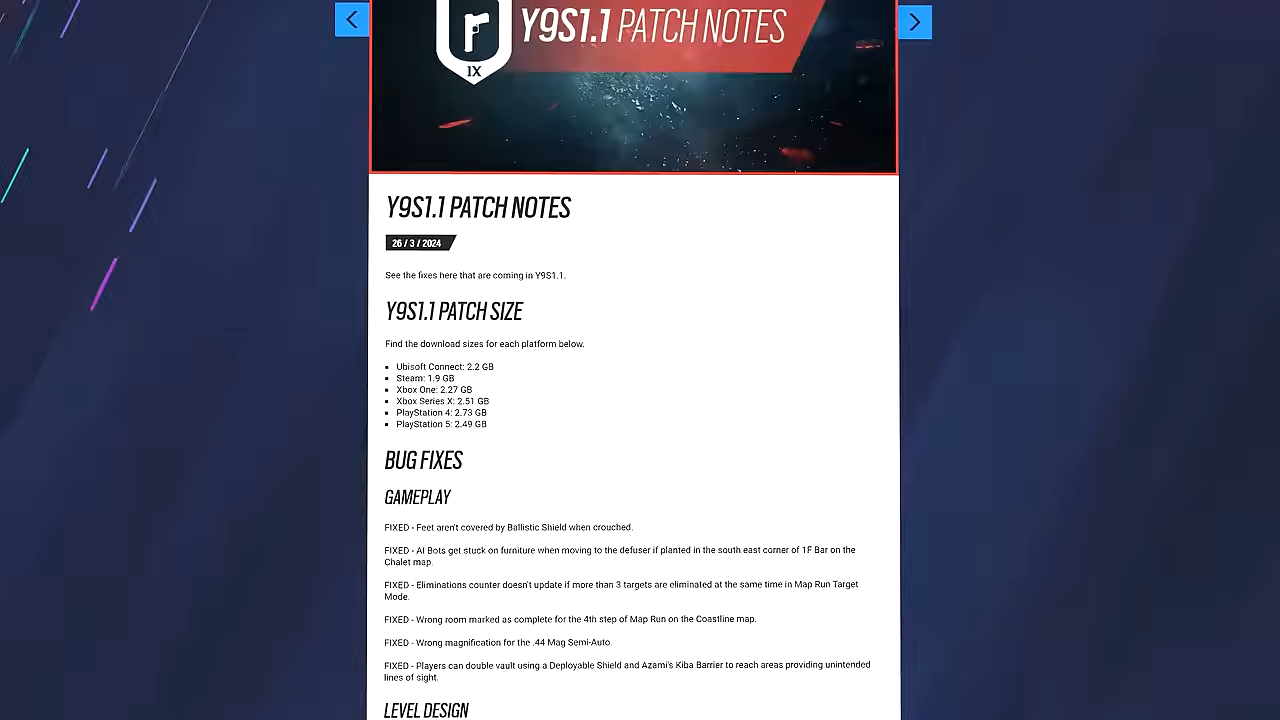 Y9S1.1 PATCH NOTES
IX
Y9S1.1 PATCH NOTES
26 / 3 / 2024
See the fixes here that are coming in Y9S1.1.
Y9S1.1 PATCH SIZE
Find the download sizes for each platform below.
Ubisoft Connect: 2.2 GB
Steam: 1.9 GB
Xbox One: 2.27 GB
Xbox Series X: 2.51 GB
PlayStation 4: 2.73 GB
PlayStation 5: 2.49 GB
BUG FIXES
GAMEPLAY
FIXED - Feet aren't covered by Ballistic Shield when crouched.
FIXED - AI Bots get stuck on furniture when moving to the defuser if planted in the south east corner of 1F Bar on the
Chalet map.
FIXED - Eliminations counter doesn't update if more than 3 targets are eliminated at the same time in Map Run Target
Mode.
FIXED - Wrong room marked as complete for the 4th step of Map Run on the Coastline map.
FIXED - Wrong magnification for the .44 Mag Semi-Auto.
FIXED - Players can double vault using a Deployable Shield and Azami's Kiba Barrier to reach areas providing unintended
lines of sight.
LEVEL DESIGN